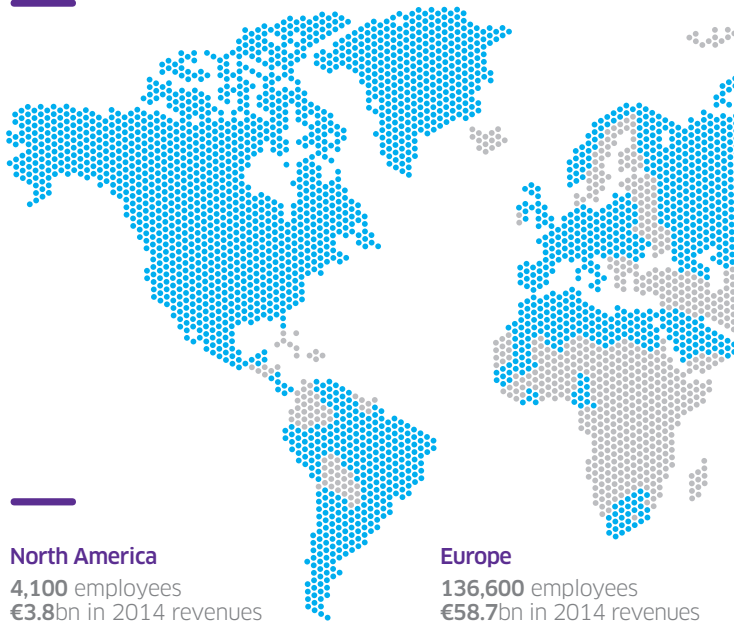 North America
4,100 employees
€3.8bn in 2014 revenues
Europe
136,600 employees
€58.7bn in 2014 revenues